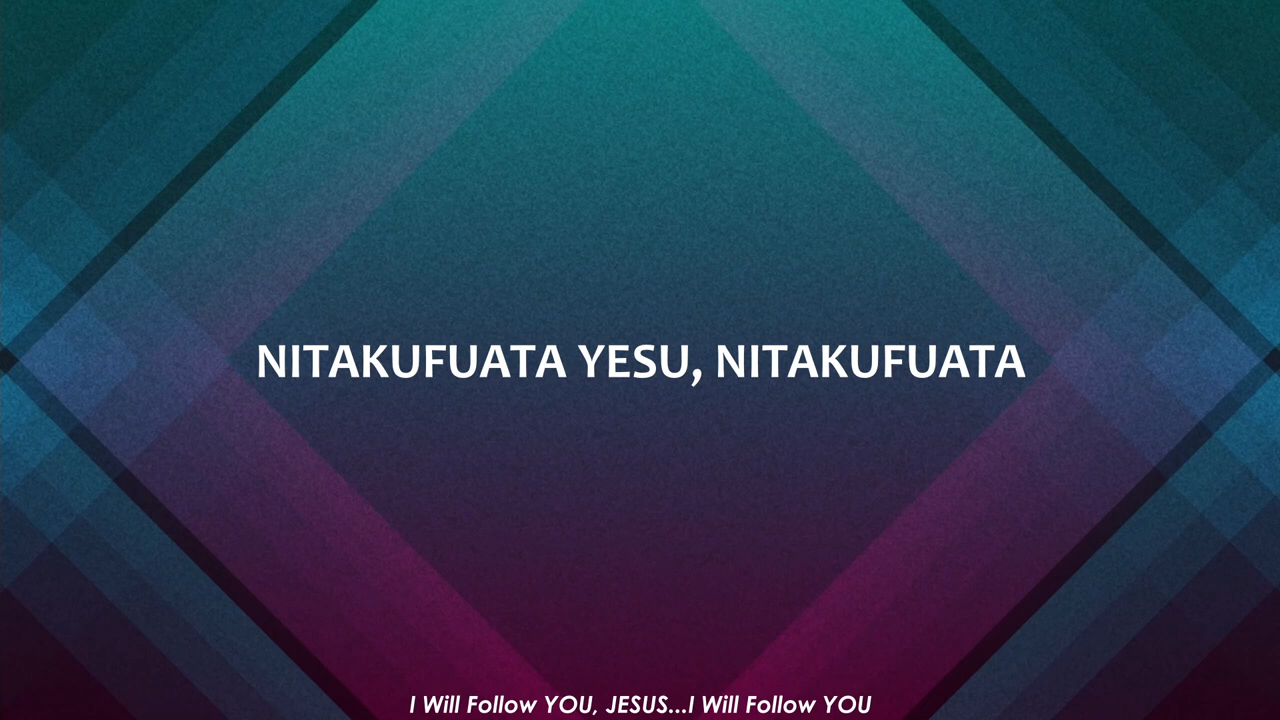 NITAKUFUATA YESU, NITAKUFUATA
I Will Follow YOU, JESUS...I Will Follow YOU